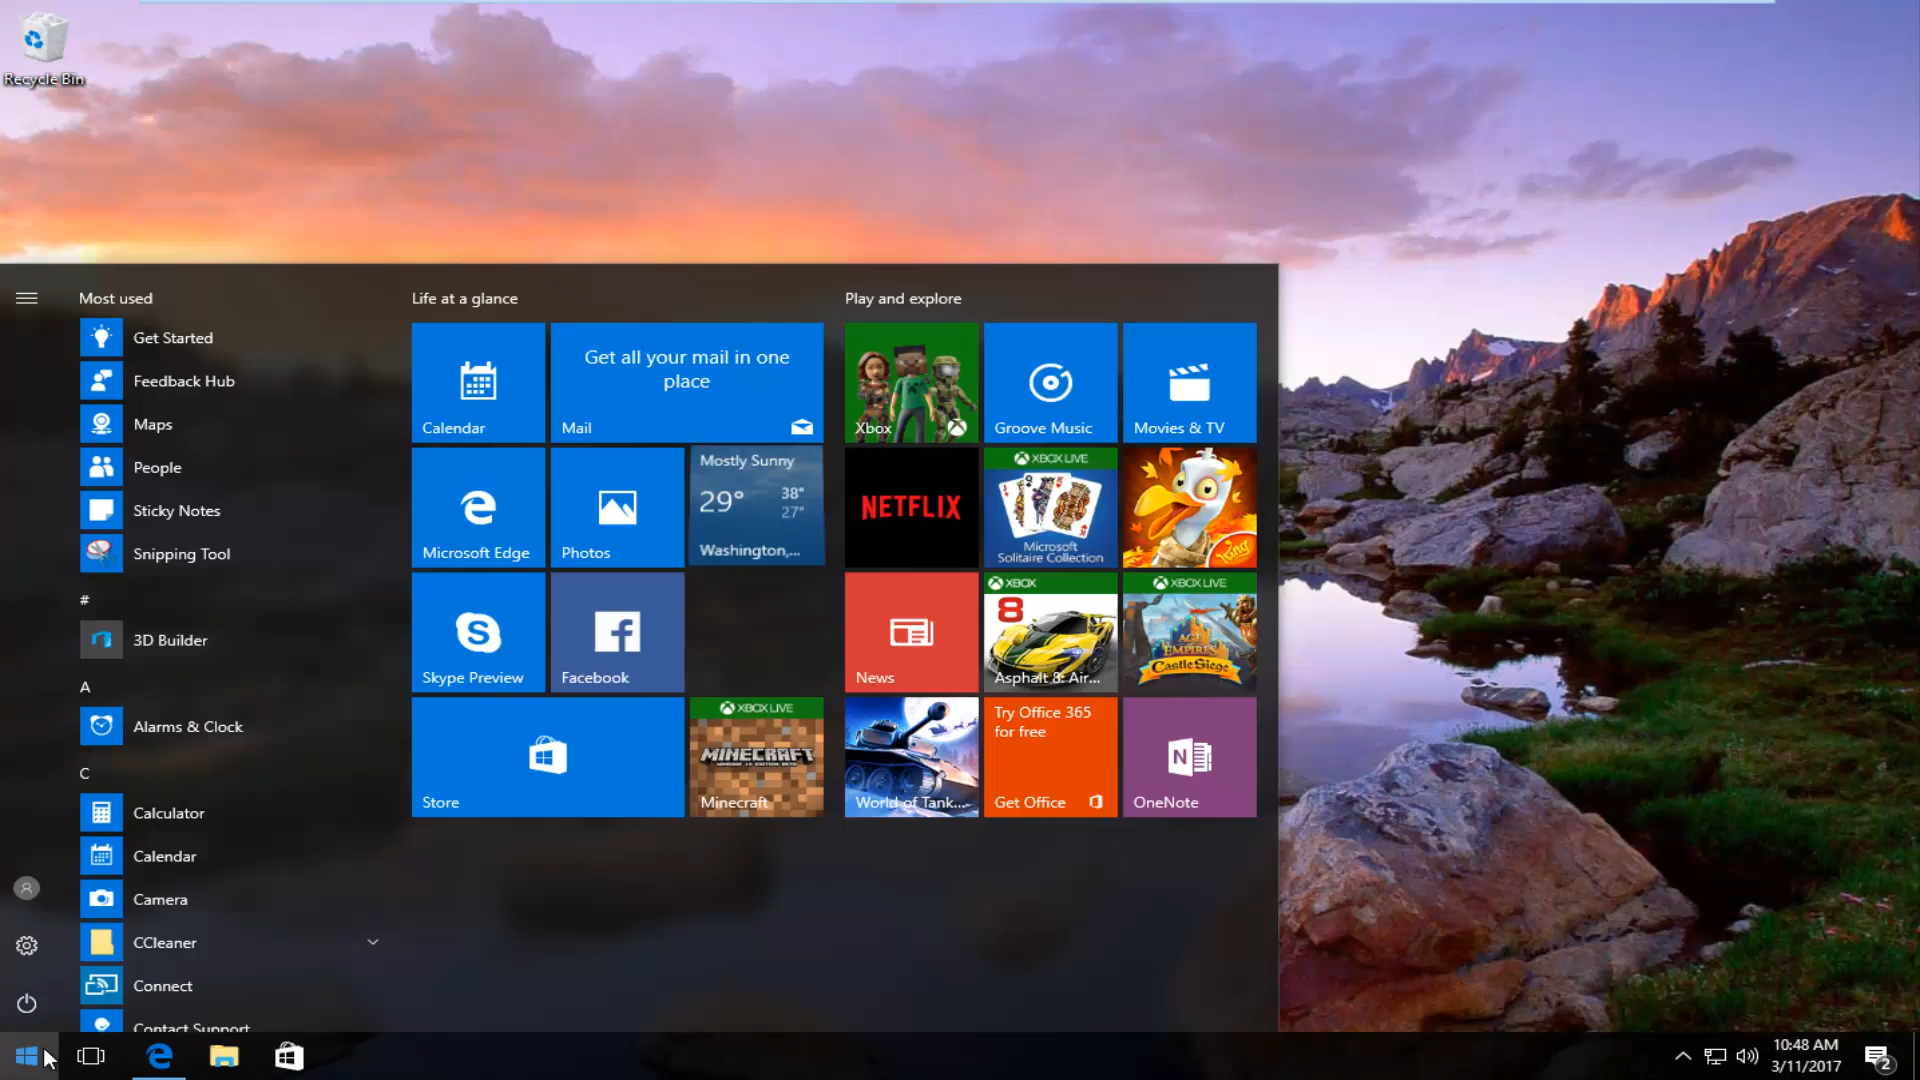 Recycle Bin
Most used
Get Started
Feedback Hub
Maps
People
Sticky Notes
Snipping Tool
#
3D Builder
A
Alarms & Clock
C
Calculator
Calendar
Camera
CCleaner
Connect
Contact Support
Life at a glance
Calendar
Get all your mail in one
place
Mail
Microsoft Edge
Photos
Mostly Sunny
29°
38°
27°
Washington,...
Skype Preview
Facebook
Store
XBOX LIVE
MINECRAFT
WINDOWS 10 EDITION BETA
Minecraft
Play and explore
Xbox
Groove Music
Movies & TV
NETFLIX
XBOX LIVE
Microsoft
Solitaire Collection
King
News
XBOX
8
Asphalt 8: Air...
XBOX LIVE
AGE
OF
EMPIRES
Castle Siege
World of Tank...
Try Office 365
for free
Get Office
OneNote
10:48 AM
3/11/2017
2